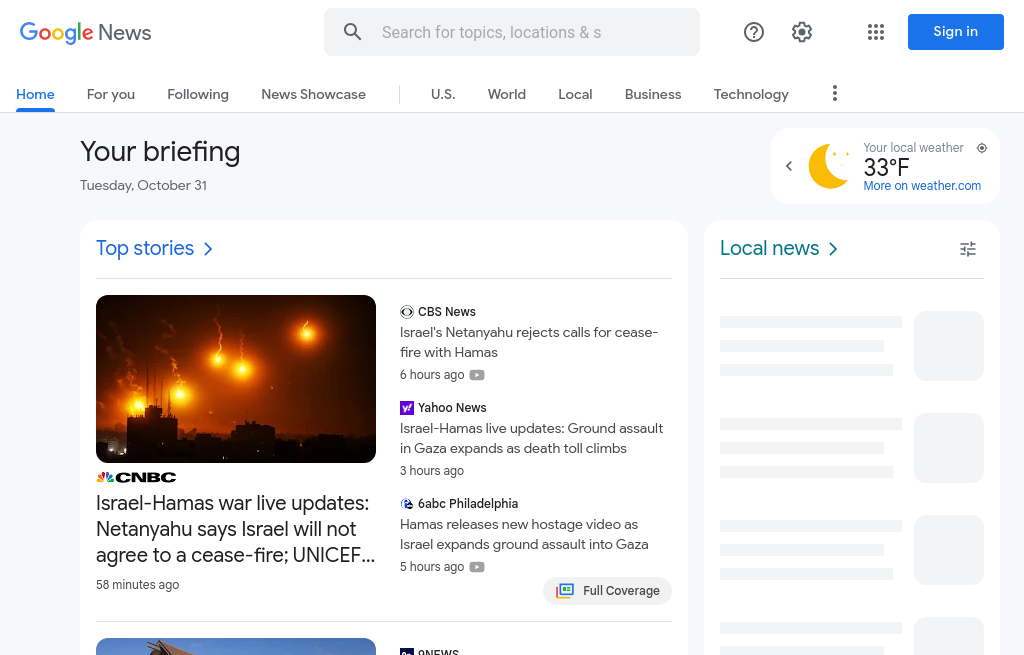 Google News
Search for topics, locations & s
Sign in
Home
For you
Following
News Showcase
U.S.
World
Local
Business
Technology
Your briefing
Tuesday, October 31
Your local weather
33°F
More on weather.com
Top stories
Local news
CNBC
Israel-Hamas war live updates:
Netanyahu says Israel will not
agree to a cease-fire; UNICEF...
58 minutes ago
CBS News
Israel's Netanyahu rejects calls for cease-
fire with Hamas
6 hours ago
Yahoo News
Israel-Hamas live updates: Ground assault
in Gaza expands as death toll climbs
3 hours ago
6abc Philadelphia
Hamas releases new hostage video as
Israel expands ground assault into Gaza
5 hours ago
Full Coverage
9NEWS